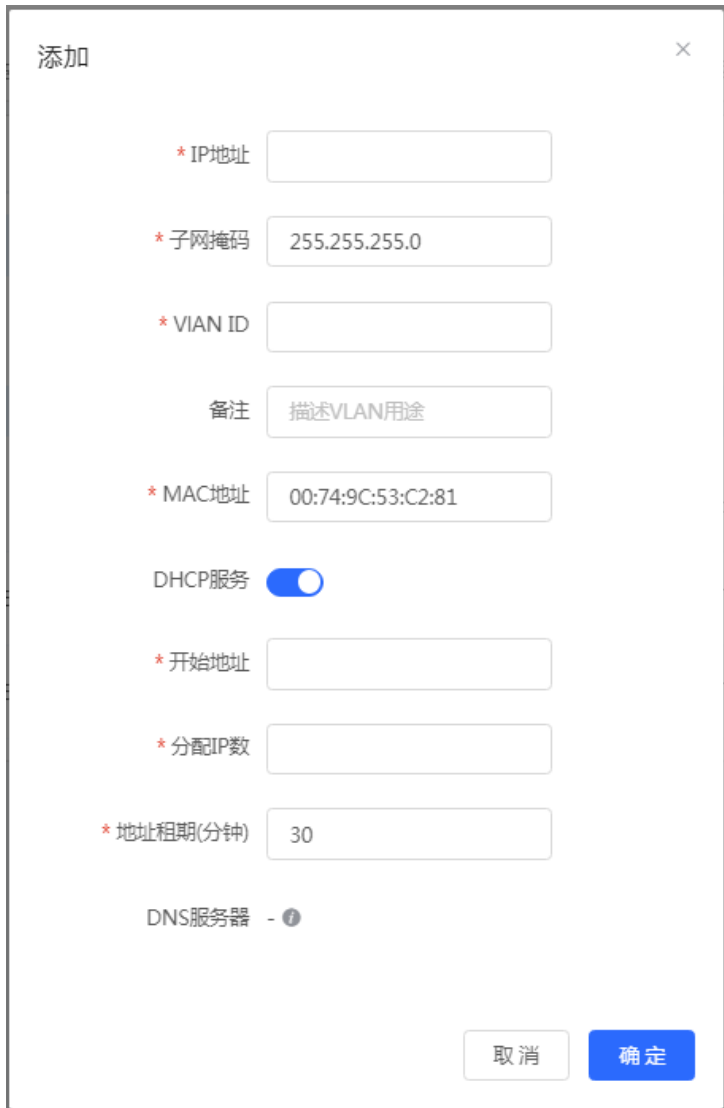 添加
* IP地址
* 子网掩码 255.255.255.0
* VIAN ID
备注 描述VLAN用途
* MAC地址 00:74:9C:53:C2:81
DHCP服务
* 开始地址
* 分配IP数
* 地址租期(分钟) 30
DNS服务器 -
取消 确定